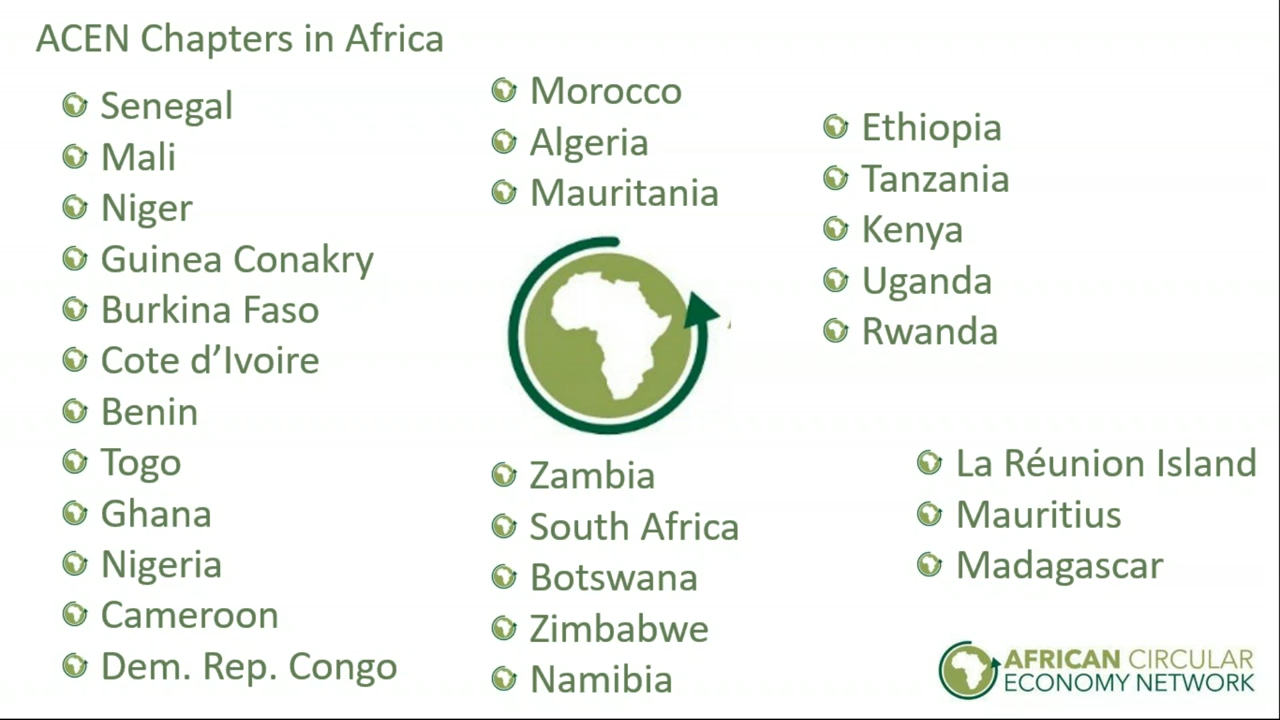 ACEN Chapters in Africa
Senegal
Mali
Niger
Guinea Conakry
Burkina Faso
Cote d’Ivoire
Benin
Togo
Ghana
Nigeria
Cameroon
Dem. Rep. Congo
Morocco
Algeria
Mauritania
Zambia
South Africa
Botswana
Zimbabwe
Namibia
Ethiopia
Tanzania
Kenya
Uganda
Rwanda
La Réunion Island
Mauritius
Madagascar
AFRICAN CIRCULAR
ECONOMY NETWORK